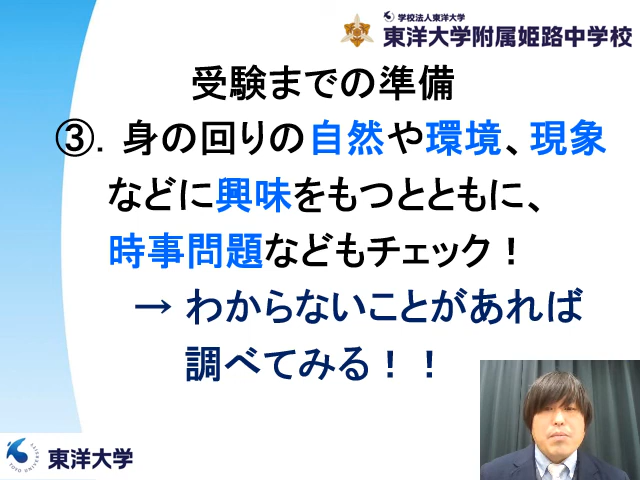 学校法人東洋大学
東洋大学附属姫路中学校
受験までの準備
③．身の回りの自然や環境、現象
などに興味をもつとともに、
時事問題などもチェック！
→ わからないことがあれば
調べてみる！！
東洋大学